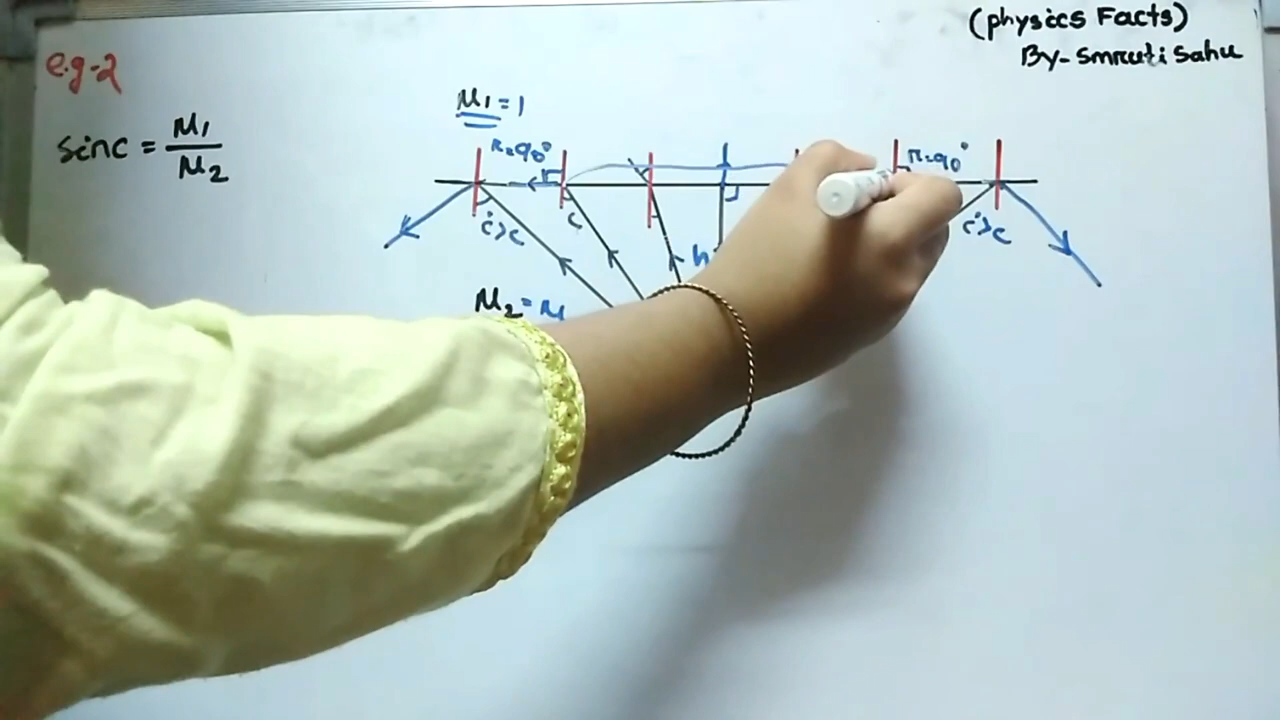 (physics Facts)
By- Smruti Sahu
e.g-2
sinc = μ1/μ2
μ1 = 1
r=90°
r=90°
i>c
c
i>c
h
μ2 = μ